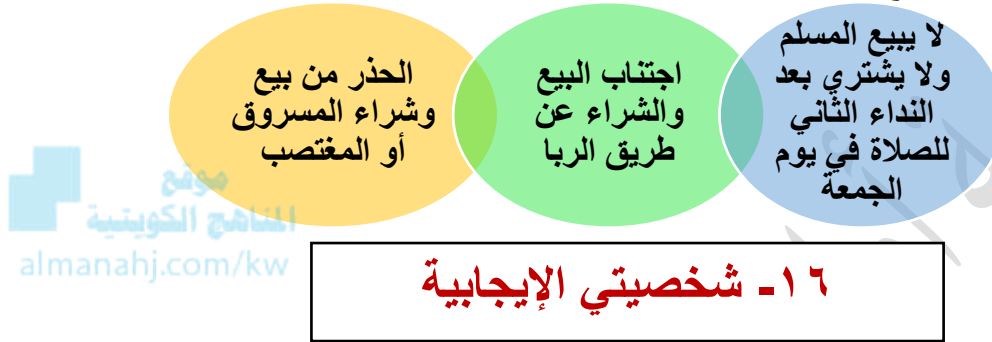 لا يبيع المسلم
ولا يشتري بعد
النداء الثاني
للصلاة في يوم
الجمعة
اجتناب البيع
والشراء عن
طريق الربا
الحذر من بيع
وشراء المسروق
أو المغتصب
موقع
المناهج الكويتية
almanahj.com/kw
١٦- شخصيتي الإيجابية